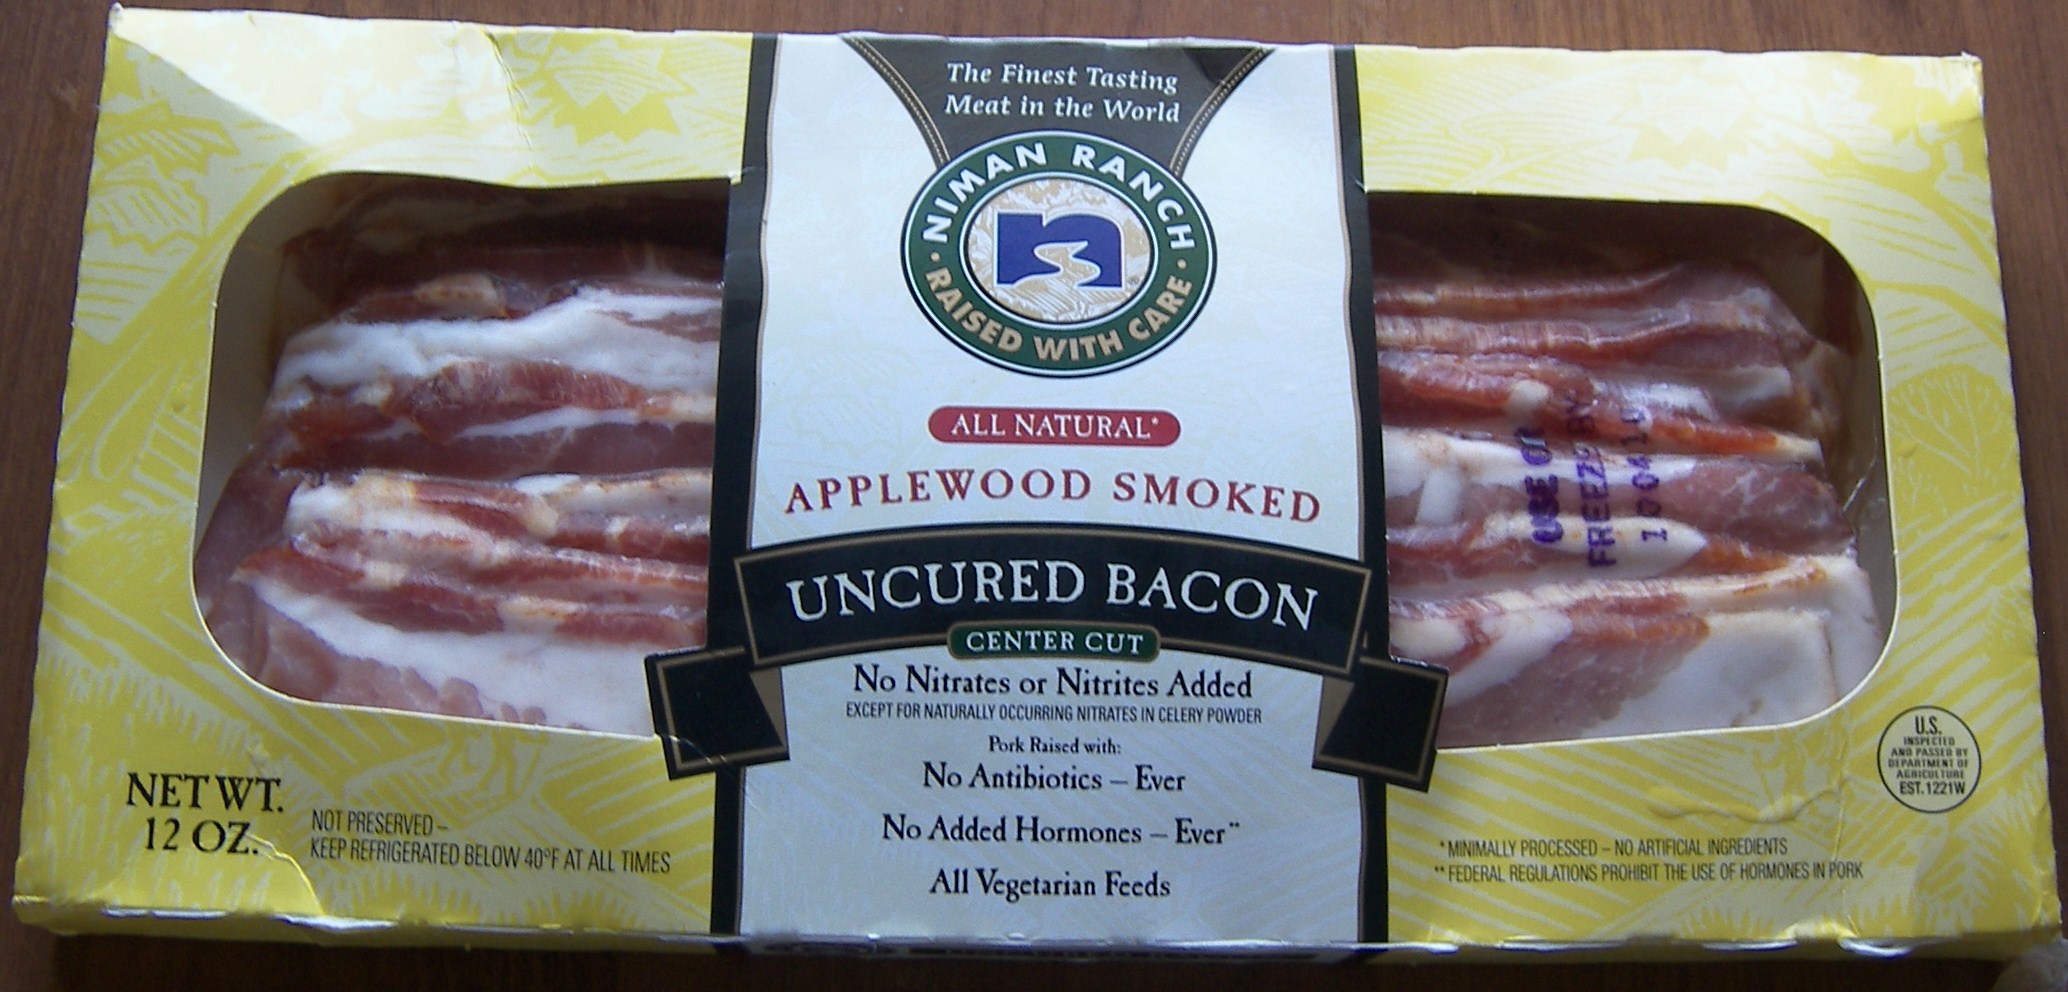 The Finest Tasting
Meat in the World
NIMAN RANCH
RAISED WITH CARE
n
ALL NATURAL*
APPLEWOOD SMOKED
UNCURED BACON
CENTER CUT
No Nitrates or Nitrites Added
EXCEPT FOR NATURALLY OCCURRING NITRATES IN CELERY POWDER
Pork Raised with:
No Antibiotics – Ever
No Added Hormones – Ever**
All Vegetarian Feeds
NET WT.
12 OZ.
NOT PRESERVED –
KEEP REFRIGERATED BELOW 40°F AT ALL TIMES
USE OR
FREEZE BY
100410
U.S.
INSPECTED
AND PASSED BY
DEPARTMENT OF
AGRICULTURE
EST. 1221W
* MINIMALLY PROCESSED – NO ARTIFICIAL INGREDIENTS
** FEDERAL REGULATIONS PROHIBIT THE USE OF HORMONES IN PORK